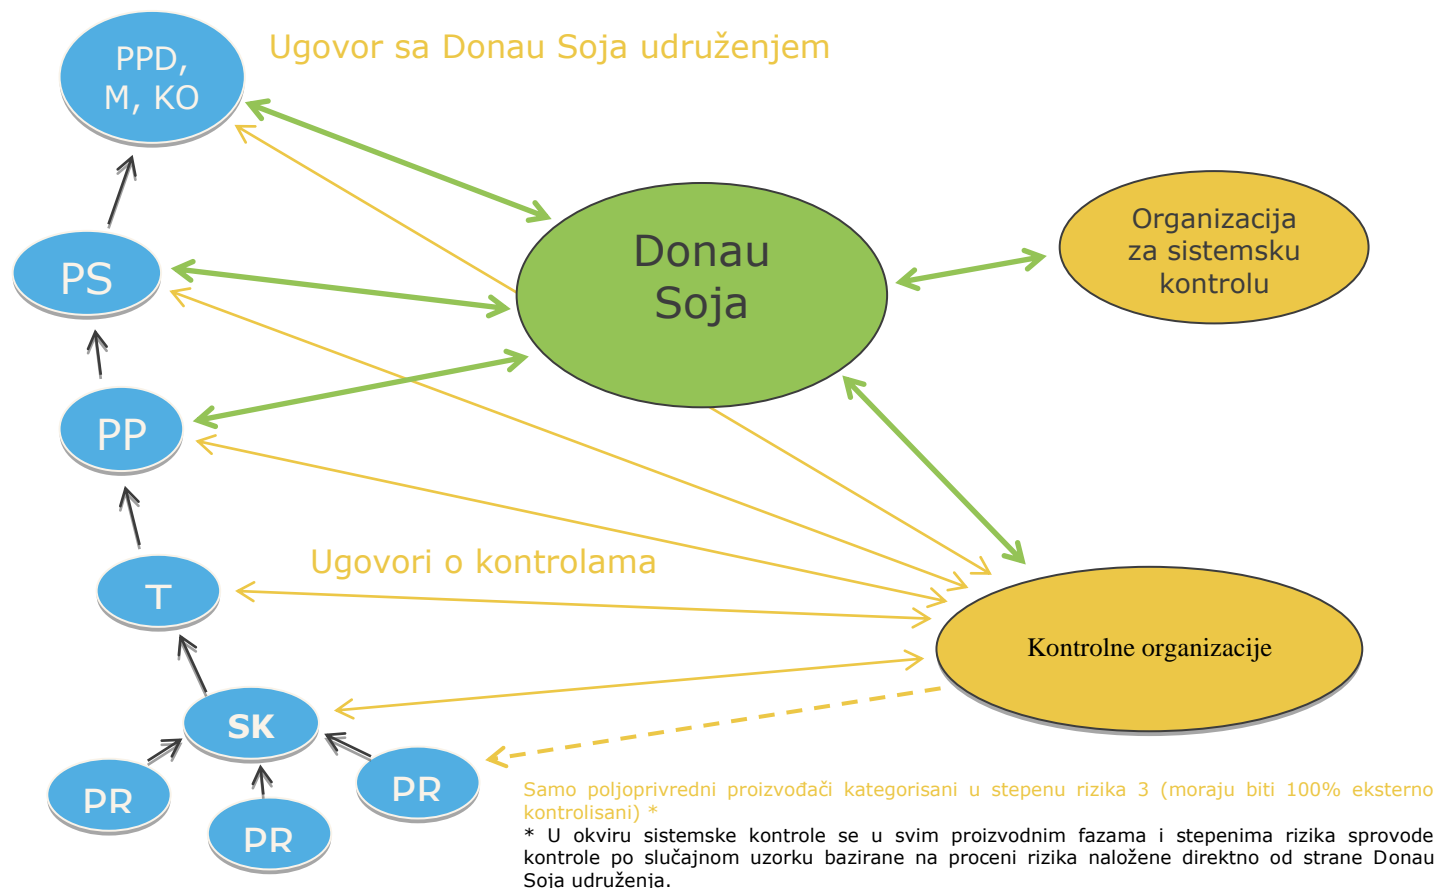 Ugovor sa Donau Soja udruženjem
PPD,
M, KO
Donau
Soja
Organizacija
za sistemsku
kontrolu
PS
PP
Ugovori o kontrolama
T
Kontrolne organizacije
SK
PR
PR
PR
Samo poljoprivredni proizvođači kategorisani u stepenu rizika 3 (moraju biti 100% eksterno
kontrolisani) *
* U okviru sistemske kontrole se u svim proizvodnim fazama i stepenima rizika sprovode
kontrole po slučajnom uzorku bazirane na proceni rizika naložene direktno od strane Donau
Soja udruženja.